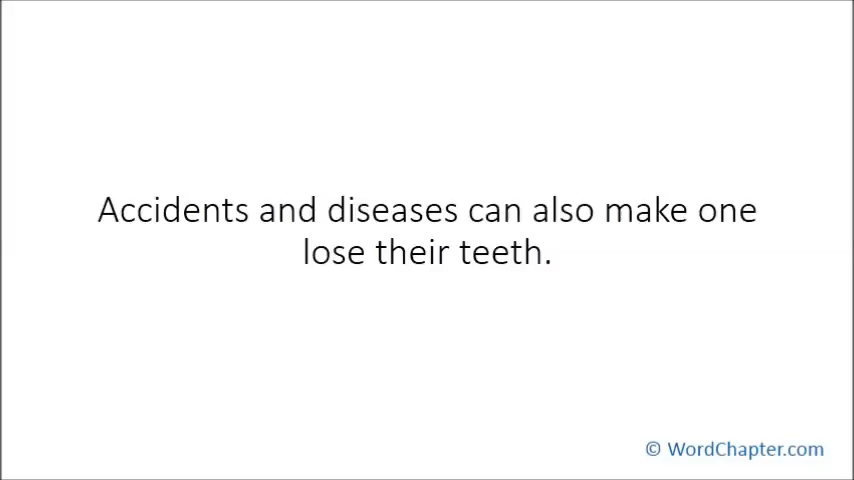 Accidents and diseases can also make one
lose their teeth.
© WordChapter.com